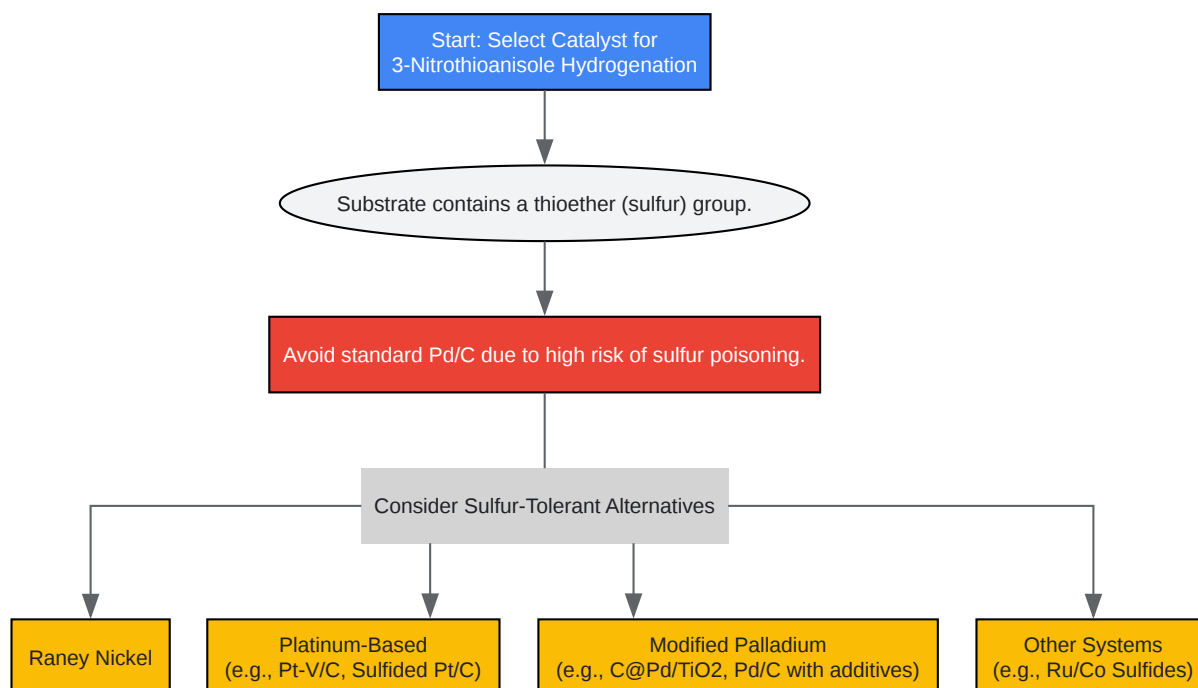 Start: Select Catalyst for
3-Nitrothioanisole Hydrogenation
Substrate contains a thioether (sulfur) group.
Avoid standard Pd/C due to high risk of sulfur poisoning.
Consider Sulfur-Tolerant Alternatives
Raney Nickel
Platinum-Based
(e.g., Pt-V/C, Sulfided Pt/C)
Modified Palladium
(e.g., C@Pd/TiO2, Pd/C with additives)
Other Systems
(e.g., Ru/Co Sulfides)